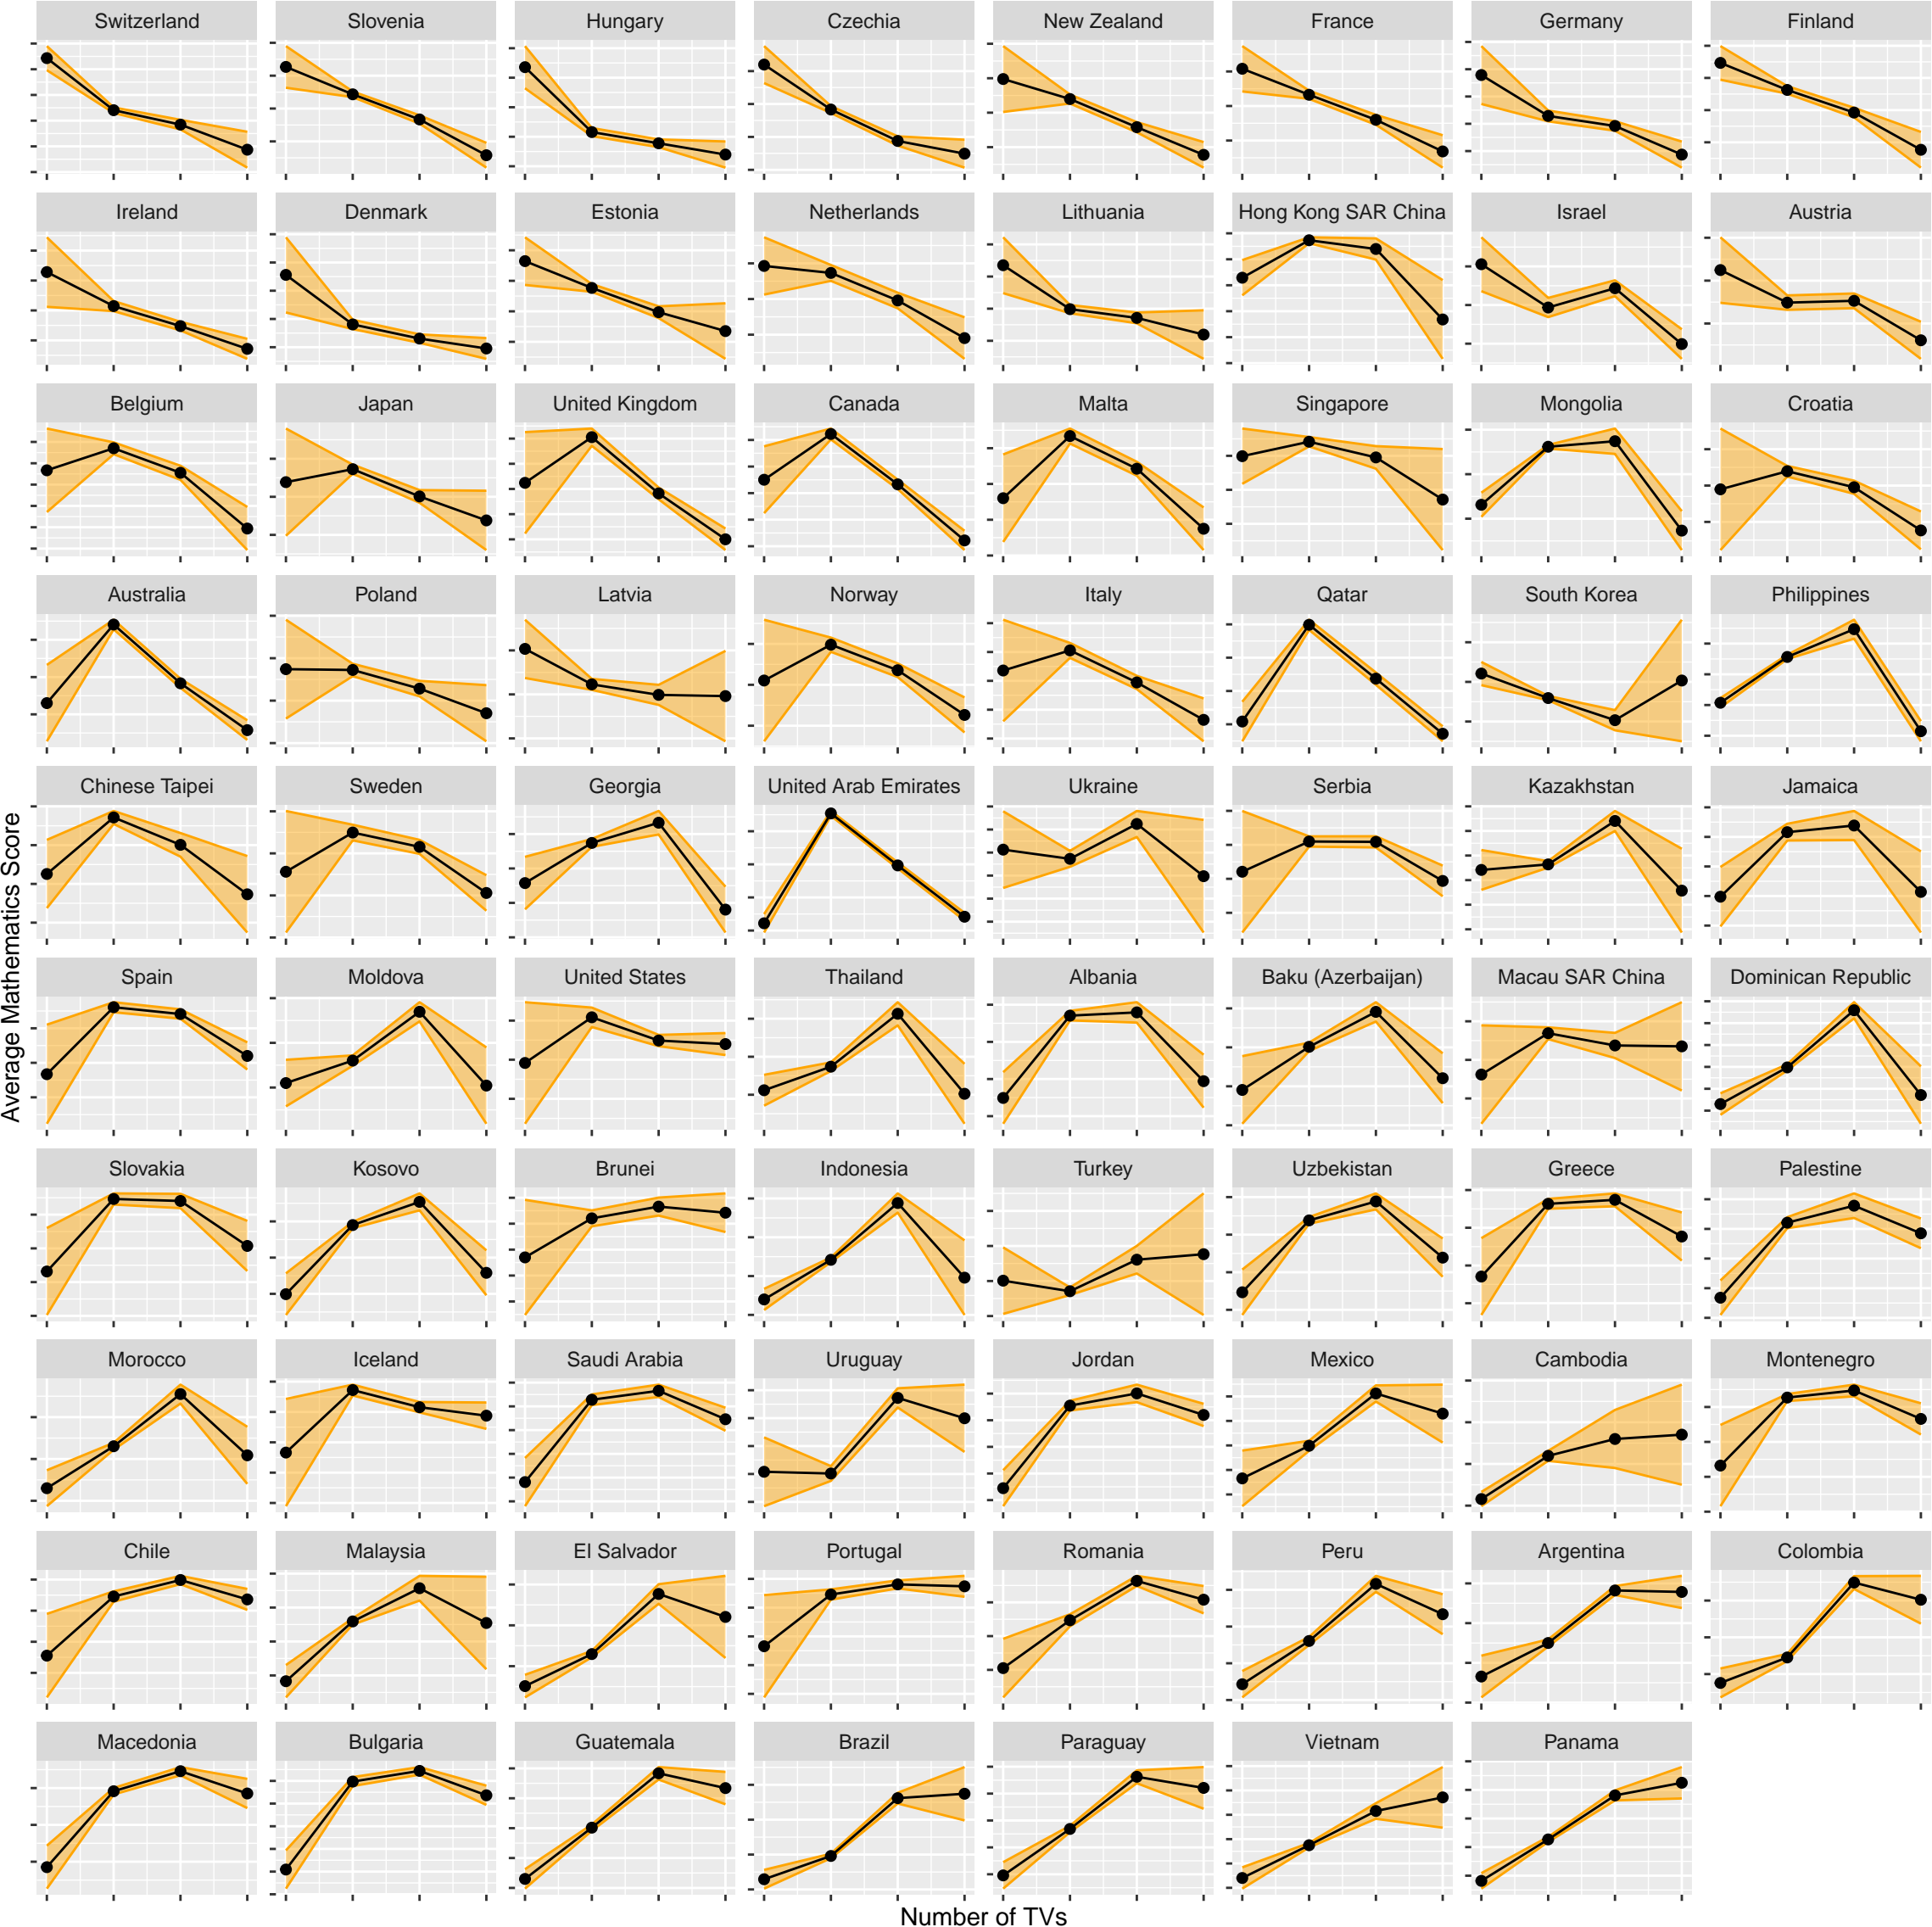 Switzerland
Slovenia
Hungary
Czechia
New Zealand
France
Germany
Finland
Ireland
Denmark
Estonia
Netherlands
Lithuania
Hong Kong SAR China
Israel
Austria
Belgium
Japan
United Kingdom
Canada
Malta
Singapore
Mongolia
Croatia
Australia
Poland
Latvia
Norway
Italy
Qatar
South Korea
Philippines
Chinese Taipei
Sweden
Georgia
United Arab Emirates
Ukraine
Serbia
Kazakhstan
Jamaica
Spain
Moldova
United States
Thailand
Albania
Baku (Azerbaijan)
Macau SAR China
Dominican Republic
Slovakia
Kosovo
Brunei
Indonesia
Turkey
Uzbekistan
Greece
Palestine
Morocco
Iceland
Saudi Arabia
Uruguay
Jordan
Mexico
Cambodia
Montenegro
Chile
Malaysia
El Salvador
Portugal
Romania
Peru
Argentina
Colombia
Macedonia
Bulgaria
Guatemala
Brazil
Paraguay
Vietnam
Panama
Average Mathematics Score
Number of TVs